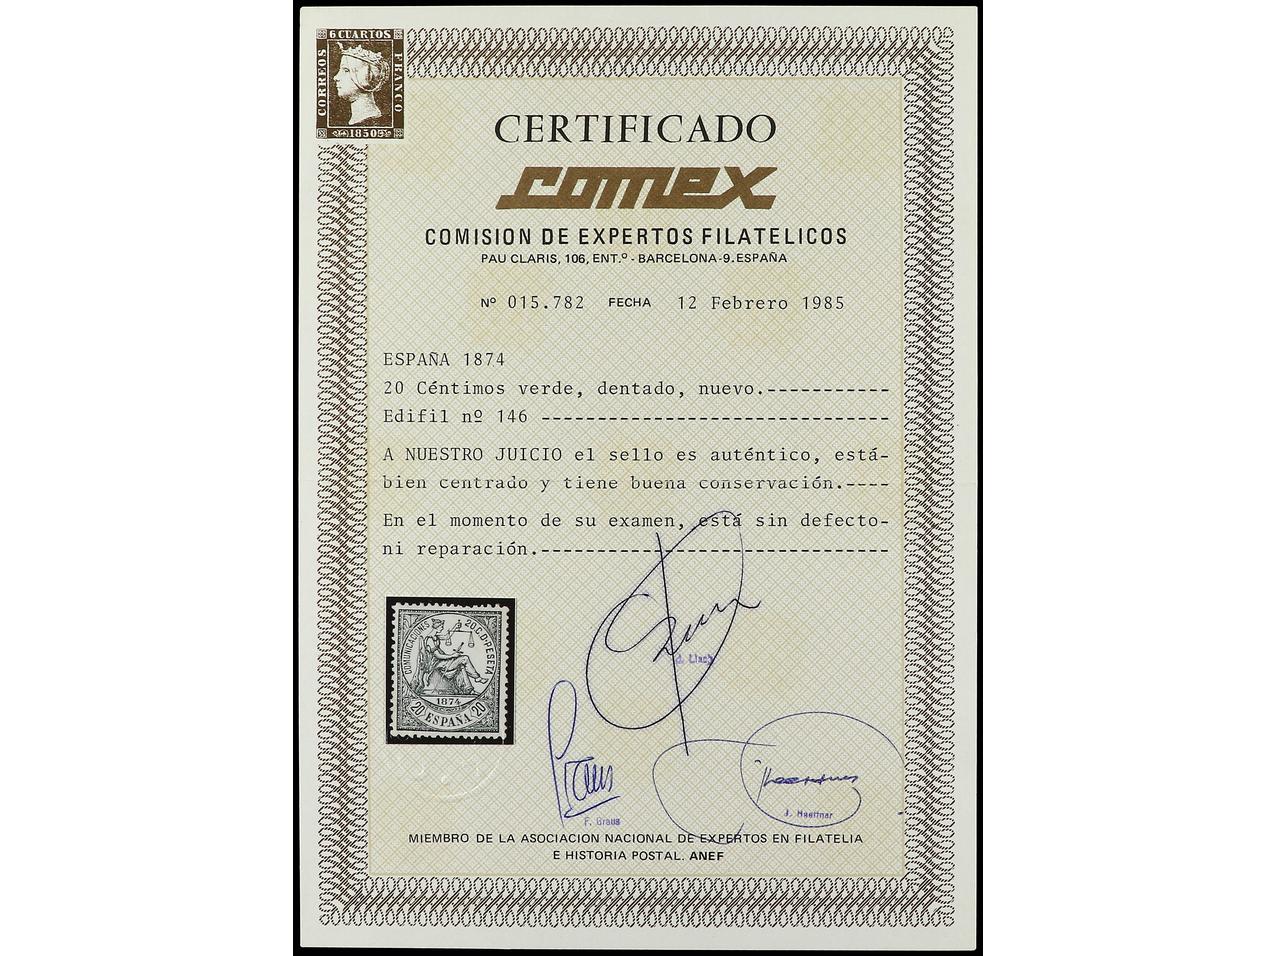 6 CUARTOS
CORREOS
FRANCO
1850
CERTIFICADO
comex
COMISION DE EXPERTOS FILATELICOS
PAU CLARIS, 106, ENT.º - BARCELONA-9. ESPAÑA
Nº 015.782 FECHA 12 Febrero 1985
ESPAÑA 1874
20 Céntimos verde, dentado, nuevo.-----------
Edifil nº 146 -------------------------------
A NUESTRO JUICIO el sello es auténtico, está-
bien centrado y tiene buena conservación.----
En el momento de su examen, está sin defecto-
ni reparación.-------------------------------
COMUNICACIONES
20 C. D. PESETA
1874
20 ESPAÑA 20
Llach
Graus
F. Graus
MIEMBRO DE LA ASOCIACION NACIONAL DE EXPERTOS EN FILATELIA
E HISTORIA POSTAL. ANEF